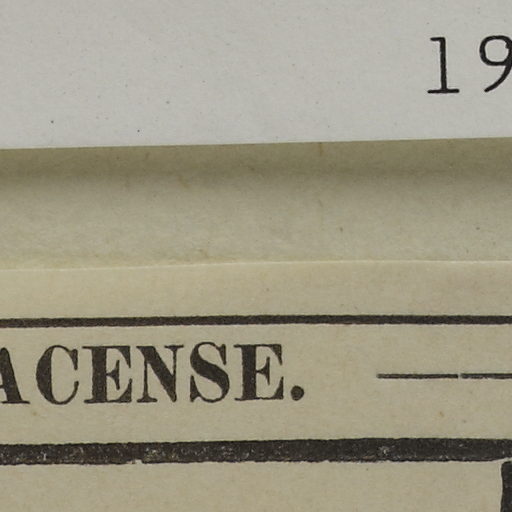 19
ACENSE. —